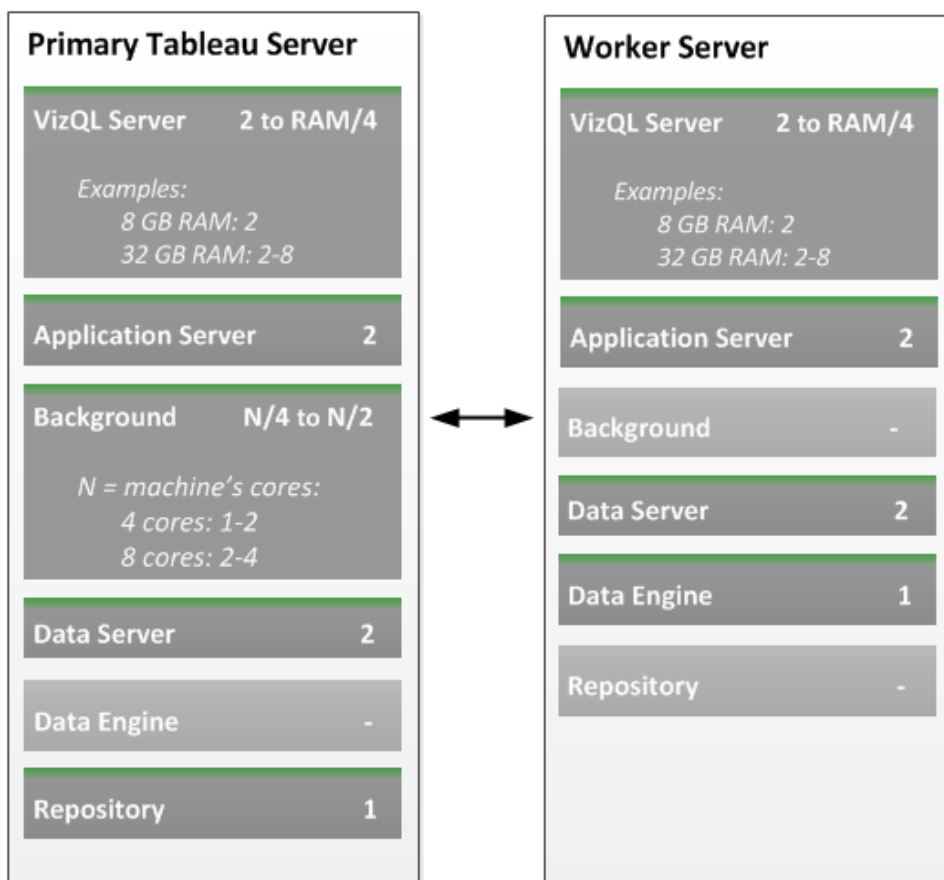 Primary Tableau Server
VizQL Server 2 to RAM/4
Examples:
8 GB RAM: 2
32 GB RAM: 2-8
Application Server 2
Background N/4 to N/2
N = machine's cores:
4 cores: 1-2
8 cores: 2-4
Data Server 2
Data Engine -
Repository 1
Worker Server
VizQL Server 2 to RAM/4
Examples:
8 GB RAM: 2
32 GB RAM: 2-8
Application Server 2
Background -
Data Server 2
Data Engine 1
Repository -